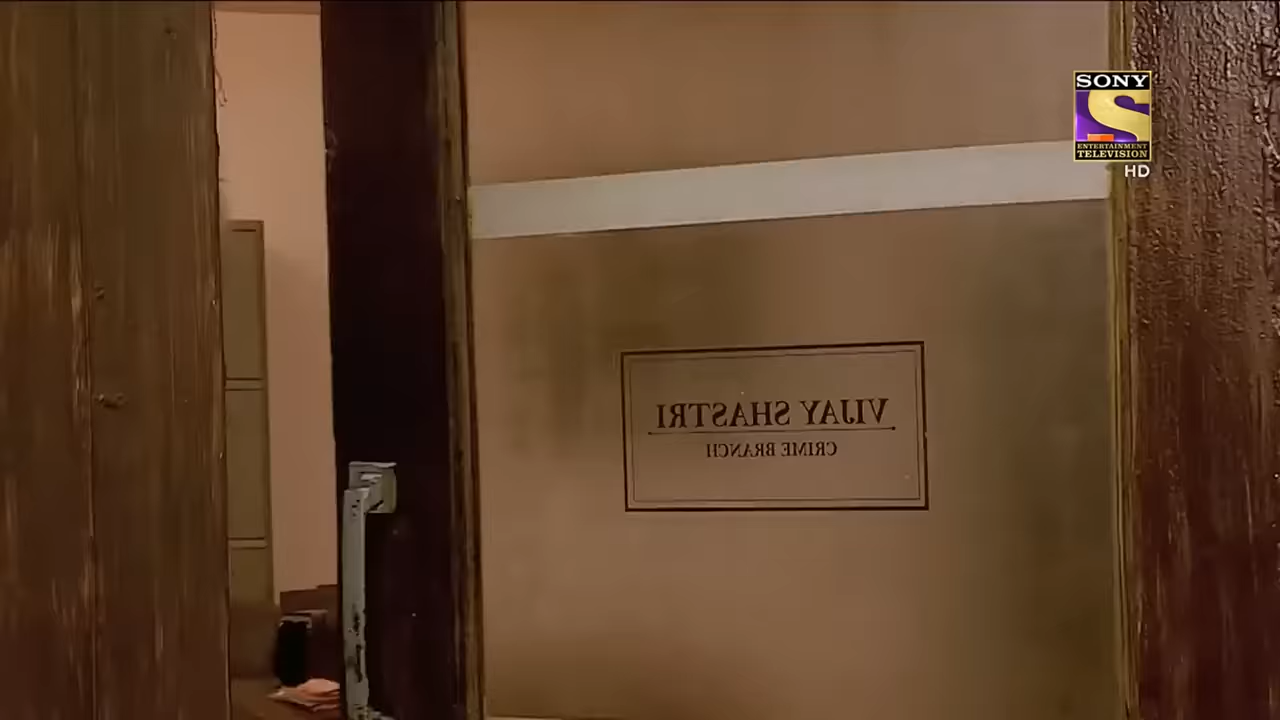 SONY
ENTERTAINMENT
TELEVISION
HD
VIJAY SHASTRI
CRIME BRANCH